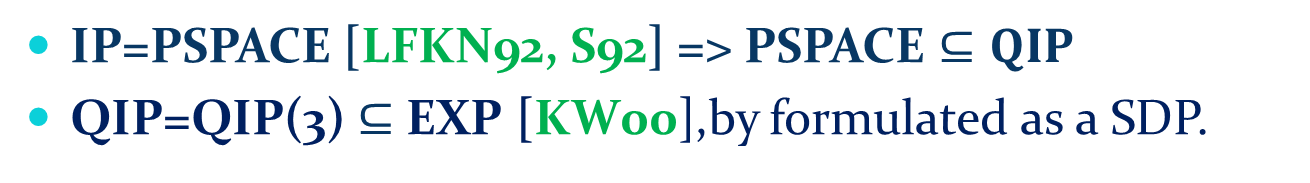 • IP=PSPACE [LFKN92, S92] => PSPACE ⊆ QIP
• QIP=QIP(3) ⊆ EXP [KW00],by formulated as a SDP.